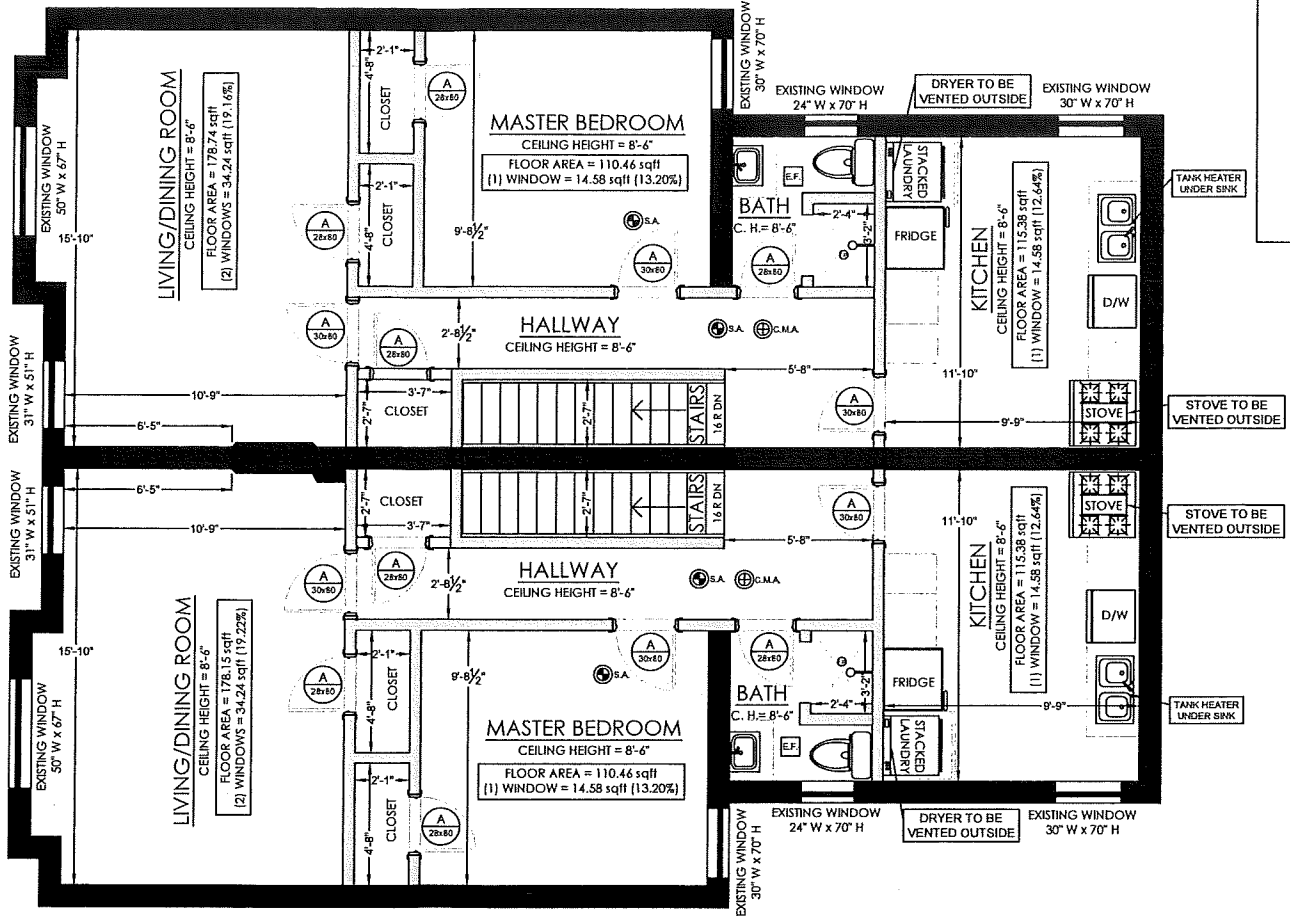 EXISTING WINDOW
30" W x 70" H
EXISTING WINDOW
24" W x 70" H
DRYER TO BE
VENTED OUTSIDE
EXISTING WINDOW
30" W x 70" H
EXISTING WINDOW
50" W x 67" H
15'-10"
LIVING/DINING ROOM
CEILING HEIGHT = 8'-6"
FLOOR AREA = 178.74 sqft
(2) WINDOWS = 34.24 sqft (19.16%)
2'-1"
4'-8"
CLOSET
A
28x80
2'-1"
4'-8"
CLOSET
A
28x80
MASTER BEDROOM
CEILING HEIGHT = 8'-6"
FLOOR AREA = 110.46 sqft
(1) WINDOW = 14.58 sqft (13.20%)
9'-8½"
S.A.
A
30x80
E.F.
BATH
C. H.= 8'-6"
2'-4"
3'-2"
A
28x80
STACKED
LAUNDRY
FRIDGE
KITCHEN
CEILING HEIGHT = 8'-6"
FLOOR AREA = 115.38 sqft
(1) WINDOW = 14.58 sqft (12.64%)
TANK HEATER
UNDER SINK
D/W
A
30x80
A
28x80
2'-8½"
HALLWAY
CEILING HEIGHT = 8'-6"
S.A.
C.M.A.
EXISTING WINDOW
31" W x 51" H
10'-9"
6'-5"
3'-7"
2'-7"
CLOSET
2'-7"
STAIRS
16 R DN
5'-8"
A
30x80
11'-10"
9'-9"
STOVE
STOVE TO BE
VENTED OUTSIDE
EXISTING WINDOW
31" W x 51" H
6'-5"
10'-9"
2'-7"
CLOSET
3'-7"
2'-7"
STAIRS
16 R DN
5'-8"
A
30x80
11'-10"
STOVE
STOVE TO BE
VENTED OUTSIDE
A
30x80
A
28x80
2'-8½"
HALLWAY
CEILING HEIGHT = 8'-6"
S.A.
C.M.A.
KITCHEN
CEILING HEIGHT = 8'-6"
FLOOR AREA = 115.38 sqft
(1) WINDOW = 14.58 sqft (12.64%)
D/W
15'-10"
LIVING/DINING ROOM
CEILING HEIGHT = 8'-6"
FLOOR AREA = 178.15 sqft
(2) WINDOWS = 34.24 sqft (19.22%)
EXISTING WINDOW
50" W x 67" H
A
28x80
2'-1"
4'-8"
CLOSET
9'-8½"
S.A.
A
30x80
A
28x80
BATH
C. H.= 8'-6"
2'-4"
3'-2"
E.F.
FRIDGE
STACKED
LAUNDRY
9'-9"
TANK HEATER
UNDER SINK
MASTER BEDROOM
CEILING HEIGHT = 8'-6"
FLOOR AREA = 110.46 sqft
(1) WINDOW = 14.58 sqft (13.20%)
2'-1"
4'-8"
CLOSET
A
28x80
EXISTING WINDOW
30" W x 70" H
EXISTING WINDOW
24" W x 70" H
DRYER TO BE
VENTED OUTSIDE
EXISTING WINDOW
30" W x 70" H